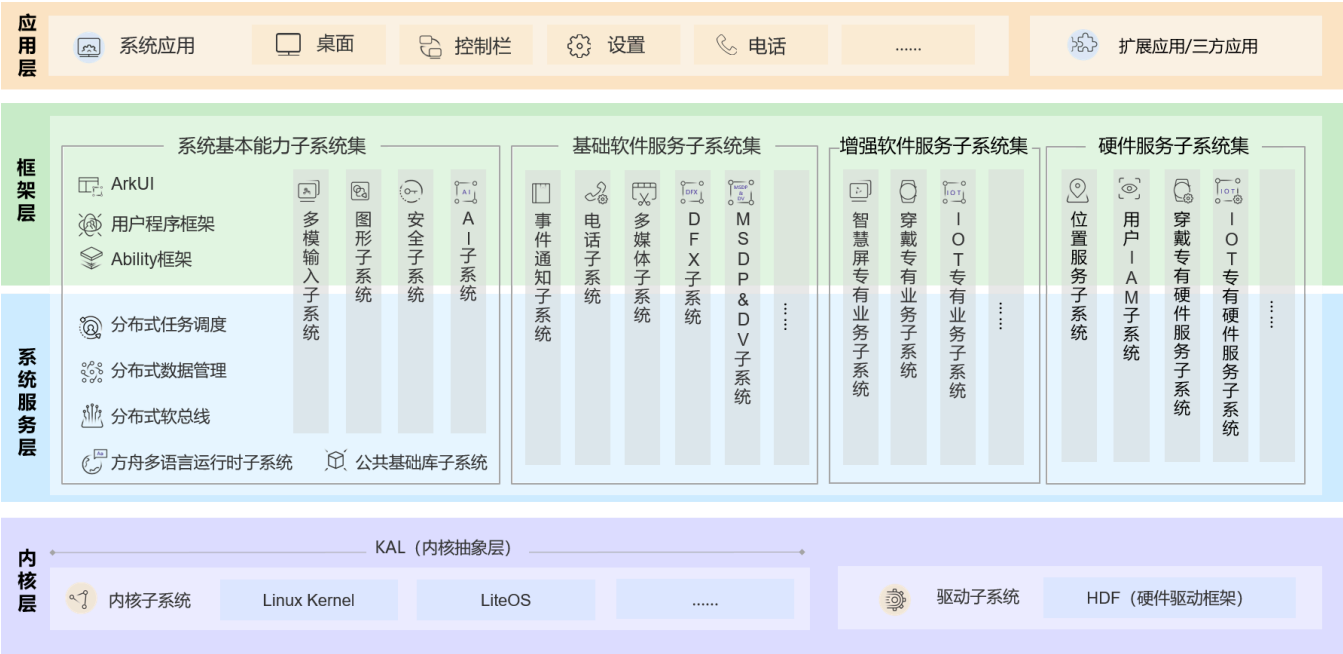 应用层
系统应用
桌面
控制栏
设置
电话
......
扩展应用/三方应用
框架层
系统服务层
系统基本能力子系统集
ArkUI
用户程序框架
Ability框架
分布式任务调度
分布式数据管理
分布式软总线
方舟多语言运行时子系统
公共基础库子系统
多模输入子系统
图形子系统
安全子系统
AI子系统
基础软件服务子系统集
事件通知子系统
电话子系统
多媒体子系统
DFX子系统
MSDP&DV子系统
......
增强软件服务子系统集
智慧屏专有业务子系统
穿戴专有业务子系统
IOT专有业务子系统
......
硬件服务子系统集
位置服务子系统
用户IAM子系统
穿戴专有硬件服务子系统
IOT专有硬件服务子系统
......
内核层
KAL（内核抽象层）
内核子系统
Linux Kernel
LiteOS
......
驱动子系统
HDF（硬件驱动框架）